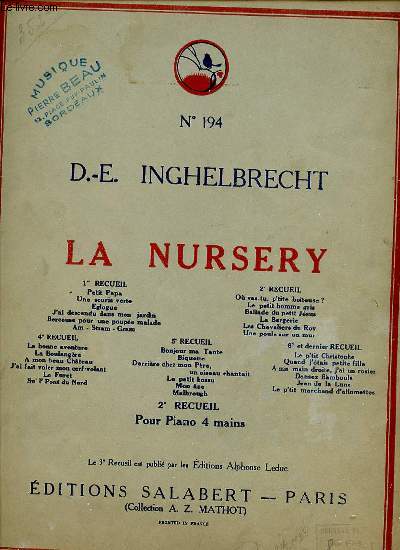 MUSIQUE
PIERRE BEAU
12, PLACE PUY-PAULIN
BORDEAUX
N° 194
D.-E. INGHELBRECHT
LA NURSERY
1er RECUEIL
Petit Papa
Une souris verte
Eglogue
J'ai descendu dans mon jardin
Berceuse pour une poupée malade
Am - Stram - Gram
2e RECUEIL
Où vas-tu, p'tite boiteuse ?
Le petit homme gris
Ballade du petit Jésus
La Bergerie
Les Chevaliers du Roy
Une poule sur un mur
4e RECUEIL
La bonne aventure
La Boulangère
A mon beau Château
J'ai fait voler mon cerf-volant
Le Furet
Su l' Pont du Nord
5e RECUEIL
Bonjour ma Tante
Biquette
Derrière chez mon Père,
un oiseau chantait
Le petit bossu
Mon âne
Malbrough
6e et dernier RECUEIL
Le p'tit Christophe
Quand j'étais petite fille
A ma main droite, j'ai un rosier
Dansez Bamboula
Jean de la Lune
Le p'tit marchand d'allumettes
2e RECUEIL
Pour Piano 4 mains
Le 3e Recueil est publié par les Éditions Alphonse Leduc
ÉDITIONS SALABERT — PARIS
(Collection A. Z. MATHOT)
PRINTED IN FRANCE